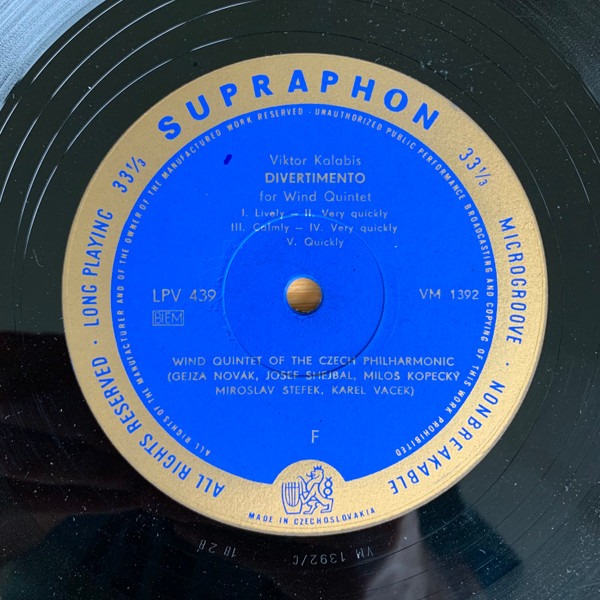 SUPRAPHON
33⅓
33⅓
LONG PLAYING
MICROGROOVE
ALL RIGHTS RESERVED
NONBREAKABLE
ALL RIGHTS OF THE MANUFACTURER AND OF THE OWNER OF THE MANUFACTURED WORK RESERVED · UNAUTHORIZED PUBLIC PERFORMANCE BROADCASTING AND COPYING OF THIS WORK PROHIBITED
Viktor Kalabis
DIVERTIMENTO
for Wind Quintet
I. Lively – II. Very quickly
III. Calmly – IV. Very quickly
V. Quickly
LPV 439
VM 1392
BIEM
WIND QUINTET OF THE CZECH PHILHARMONIC
(GEJZA NOVÁK, JOSEF SHEJBAL, MILOŠ KOPECKÝ
MIROSLAV ŠTEFEK, KAREL VACEK)
F
MADE IN CZECHOSLOVAKIA
VM 1392/C